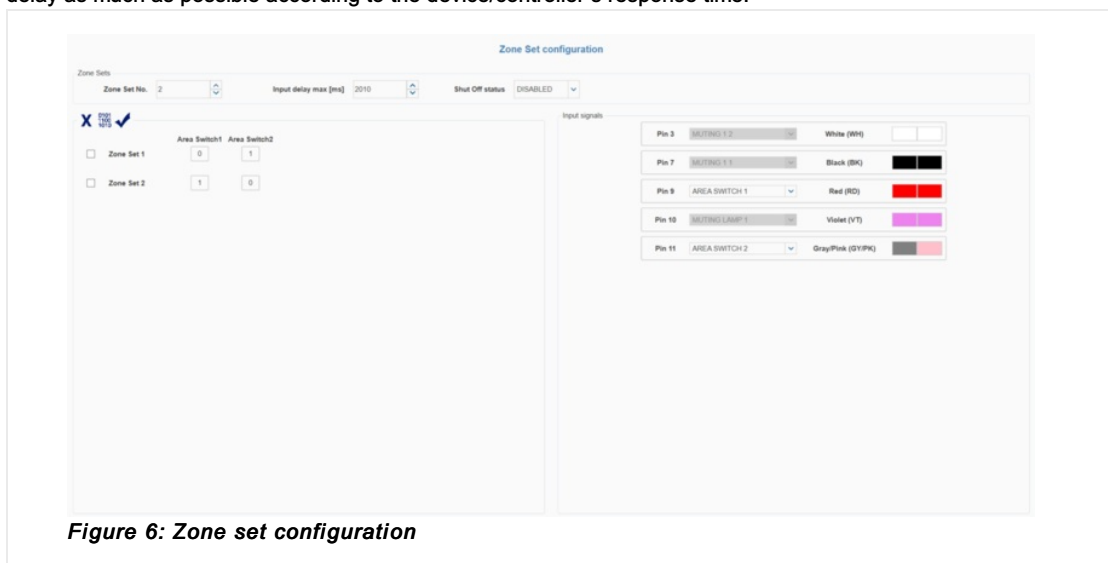 delay as much as possible according to the device/controller's response time.
Zone Set configuration
Zone Sets
Zone Set No. 2 Input delay max [ms] 2010 Shut Off status DISABLED
X 0101 1100 1010
Area Switch1 Area Switch2
Zone Set 1 0 1
Zone Set 2 1 0
Input signals
Pin 3 MUTING 1 2 White (WH)
Pin 7 MUTING 1 1 Black (BK)
Pin 9 AREA SWITCH 1 Red (RD)
Pin 10 MUTING LAMP 1 Violet (VT)
Pin 11 AREA SWITCH 2 Gray/Pink (GY/PK)
Figure 6: Zone set configuration